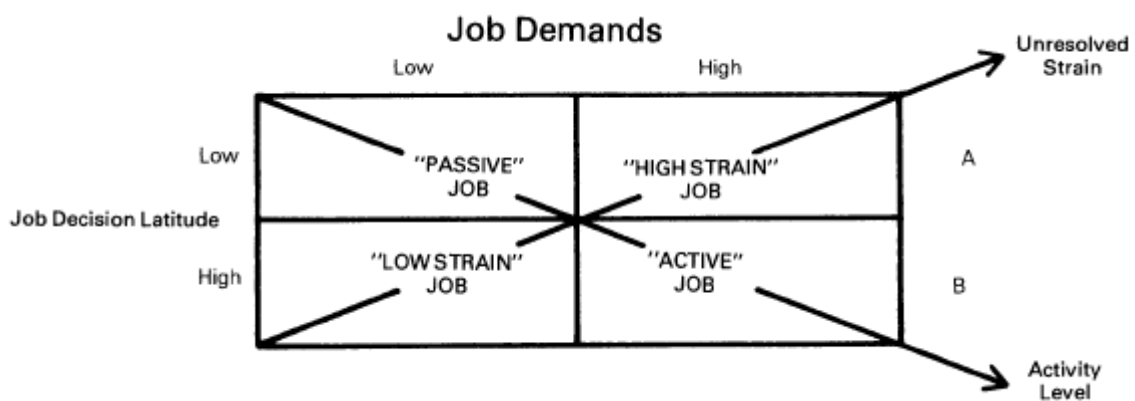 Job Demands
Low
High
Unresolved
Strain
Low
"PASSIVE"
JOB
"HIGH STRAIN"
JOB
A
Job Decision Latitude
High
"LOW STRAIN"
JOB
"ACTIVE"
JOB
B
Activity
Level